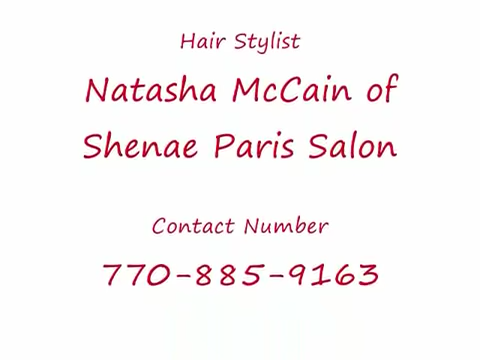 Hair Stylist
Natasha McCain of
Shenae Paris Salon
Contact Number
770-885-9163